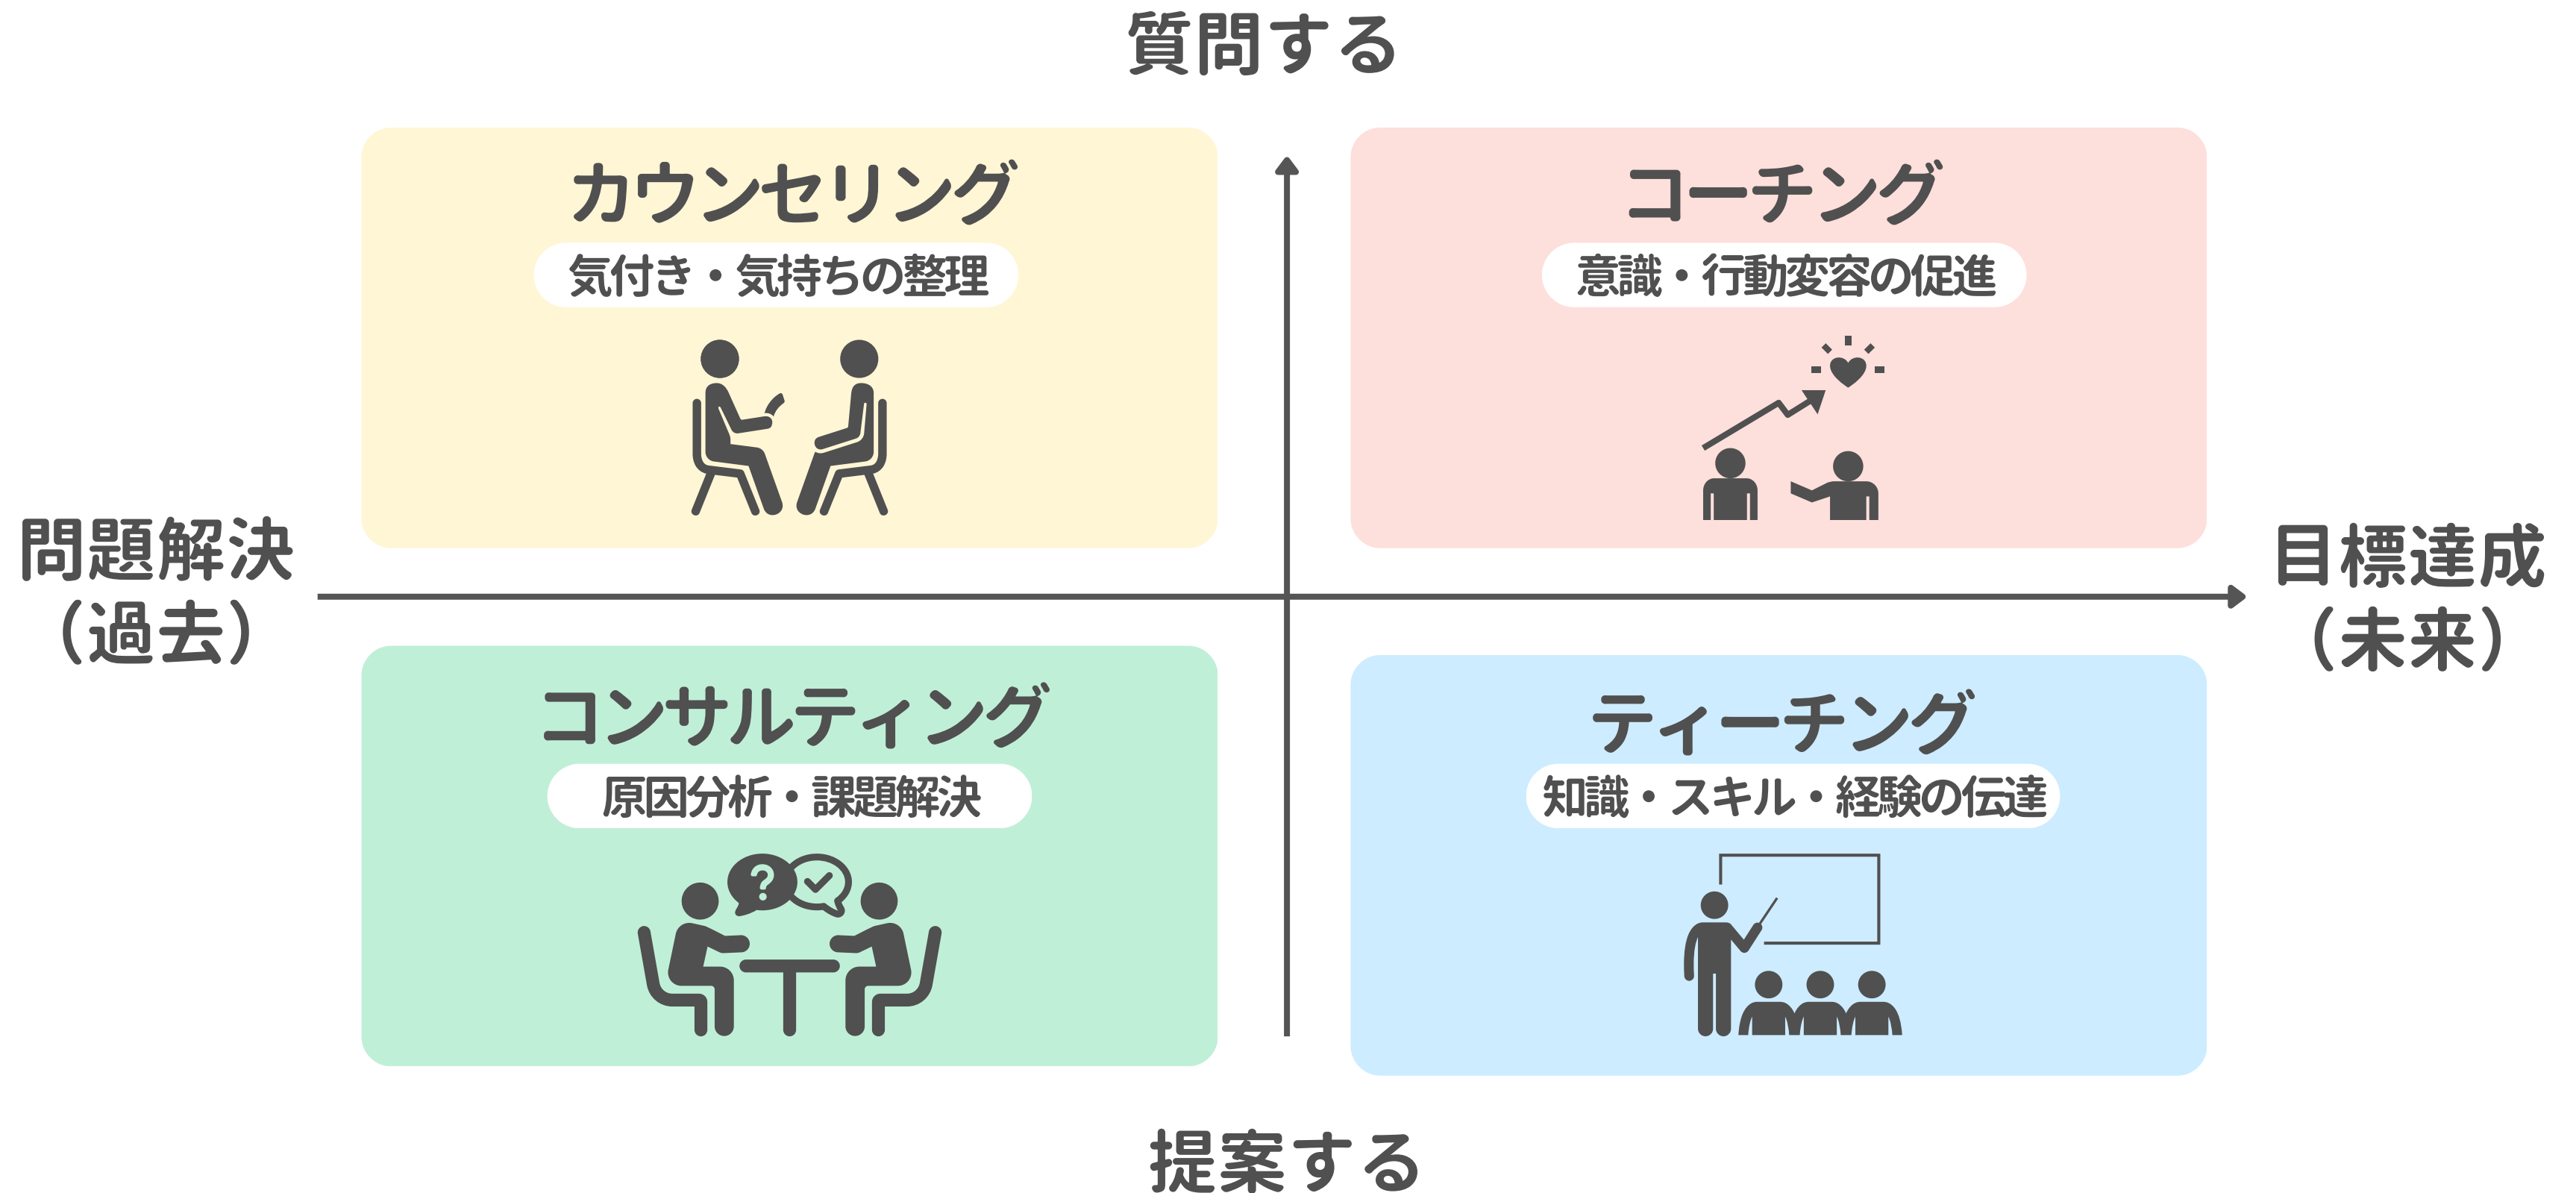 質問する
カウンセリング
気付き・気持ちの整理
コーチング
意識・行動変容の促進
問題解決
（過去）
目標達成
（未来）
コンサルティング
原因分析・課題解決
?
ティーチング
知識・スキル・経験の伝達
提案する